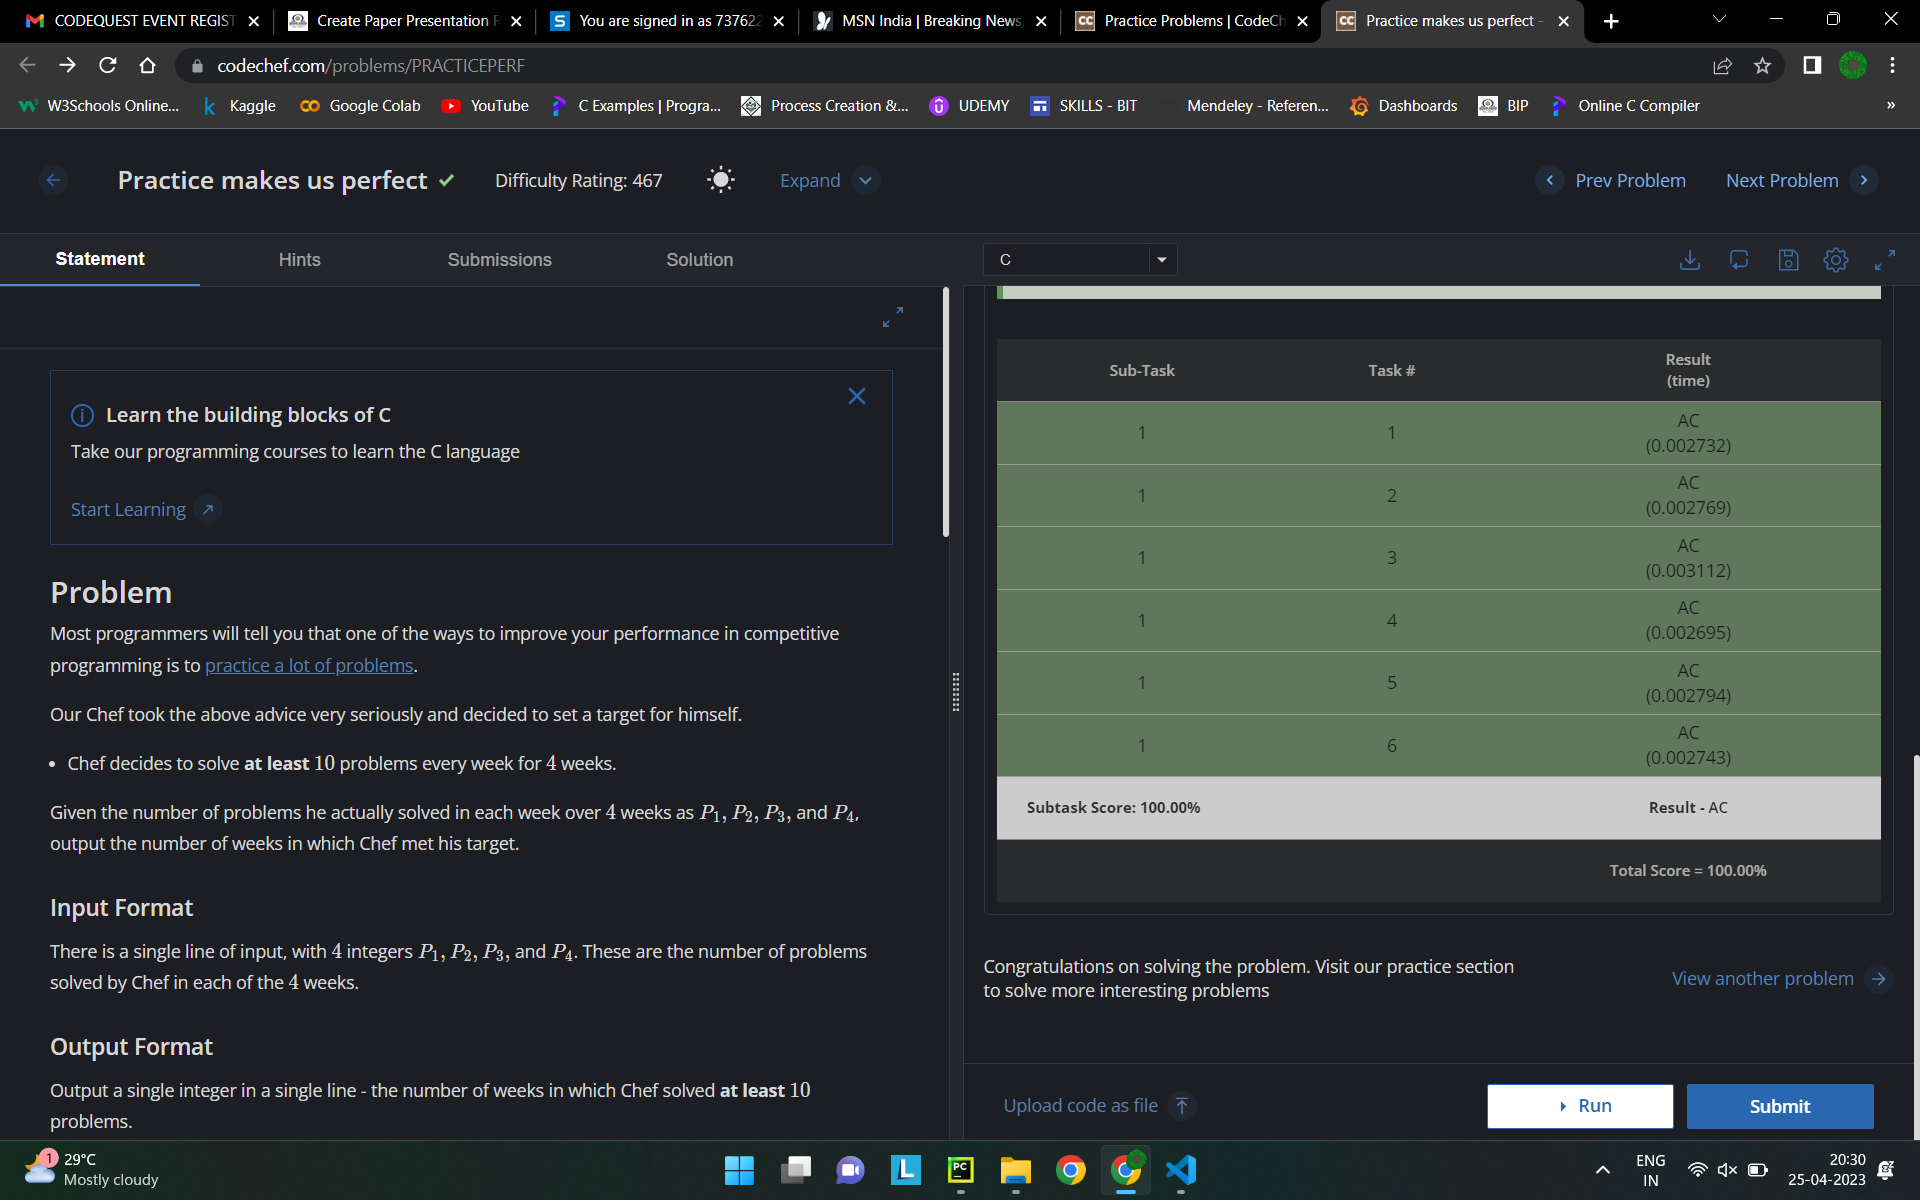 CODEQUEST EVENT REGIST
Create Paper Presentation R
You are signed in as 737622
MSN India | Breaking News,
Practice Problems | CodeCh
Practice makes us perfect -
codechef.com/problems/PRACTICEPERF
W3Schools Online...
Kaggle
Google Colab
YouTube
C Examples | Progra...
Process Creation &...
UDEMY
SKILLS - BIT
Mendeley - Referen...
Dashboards
BIP
Online C Compiler
»
Practice makes us perfect
Difficulty Rating: 467
Expand
Prev Problem
Next Problem
Statement
Hints
Submissions
Solution
C
Learn the building blocks of C
Take our programming courses to learn the C language
Start Learning
Problem
Most programmers will tell you that one of the ways to improve your performance in competitive
programming is to practice a lot of problems.
Our Chef took the above advice very seriously and decided to set a target for himself.
• Chef decides to solve at least 10 problems every week for 4 weeks.
Given the number of problems he actually solved in each week over 4 weeks as P₁, P₂, P₃, and P₄,
output the number of weeks in which Chef met his target.
Input Format
There is a single line of input, with 4 integers P₁, P₂, P₃, and P₄. These are the number of problems
solved by Chef in each of the 4 weeks.
Output Format
Output a single integer in a single line - the number of weeks in which Chef solved at least 10
problems.
Sub-Task Task # Result
(time)
1 1 AC
(0.002732)
1 2 AC
(0.002769)
1 3 AC
(0.003112)
1 4 AC
(0.002695)
1 5 AC
(0.002794)
1 6 AC
(0.002743)
Subtask Score: 100.00% Result - AC
Total Score = 100.00%
Congratulations on solving the problem. Visit our practice section
to solve more interesting problems
View another problem
Upload code as file
Run
Submit
1
29°C
Mostly cloudy
L
PC
ENG
IN
20:30
25-04-2023